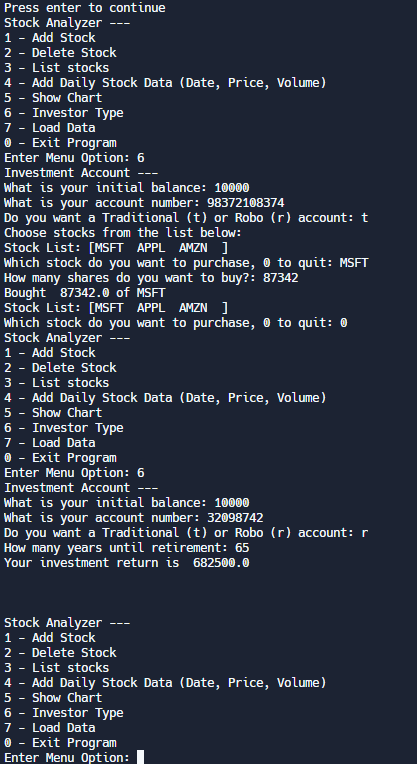 Press enter to continue
Stock Analyzer ---
1 - Add Stock
2 - Delete Stock
3 - List stocks
4 - Add Daily Stock Data (Date, Price, Volume)
5 - Show Chart
6 - Investor Type
7 - Load Data
0 - Exit Program
Enter Menu Option: 6
Investment Account ---
What is your initial balance: 10000
What is your account number: 98372108374
Do you want a Traditional (t) or Robo (r) account: t
Choose stocks from the list below:
Stock List: [MSFT  APPL  AMZN  ]
Which stock do you want to purchase, 0 to quit: MSFT
How many shares do you want to buy?: 87342
Bought  87342.0 of MSFT
Stock List: [MSFT  APPL  AMZN  ]
Which stock do you want to purchase, 0 to quit: 0
Stock Analyzer ---
1 - Add Stock
2 - Delete Stock
3 - List stocks
4 - Add Daily Stock Data (Date, Price, Volume)
5 - Show Chart
6 - Investor Type
7 - Load Data
0 - Exit Program
Enter Menu Option: 6
Investment Account ---
What is your initial balance: 10000
What is your account number: 32098742
Do you want a Traditional (t) or Robo (r) account: r
How many years until retirement: 65
Your investment return is  682500.0
Stock Analyzer ---
1 - Add Stock
2 - Delete Stock
3 - List stocks
4 - Add Daily Stock Data (Date, Price, Volume)
5 - Show Chart
6 - Investor Type
7 - Load Data
0 - Exit Program
Enter Menu Option: